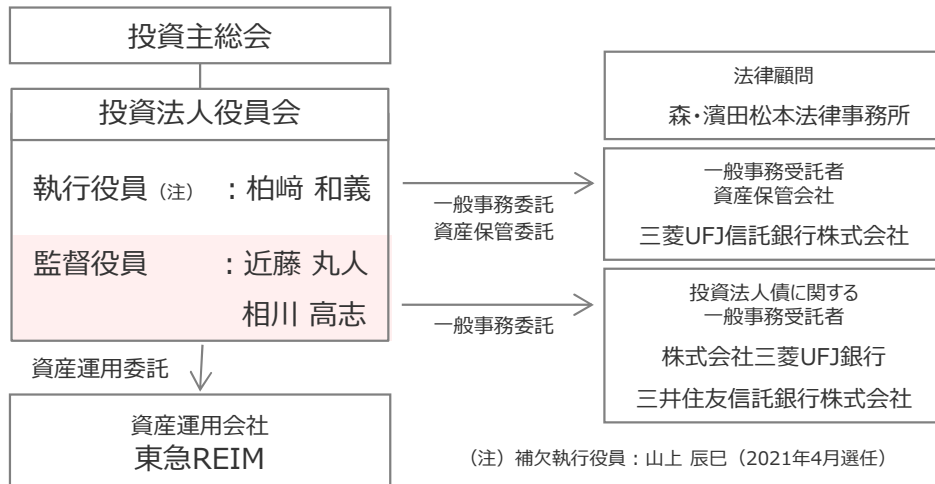 投資主総会
投資法人役員会
執行役員（注）：柏﨑 和義
監督役員：近藤 丸人
相川 高志
資産運用委託
資産運用会社
東急REIM
一般事務委託
資産保管委託
一般事務委託
法律顧問
森・濱田松本法律事務所
一般事務受託者
資産保管会社
三菱UFJ信託銀行株式会社
投資法人債に関する
一般事務受託者
株式会社三菱UFJ銀行
三井住友信託銀行株式会社
（注）補欠執行役員：山上 辰巳（2021年4月選任）